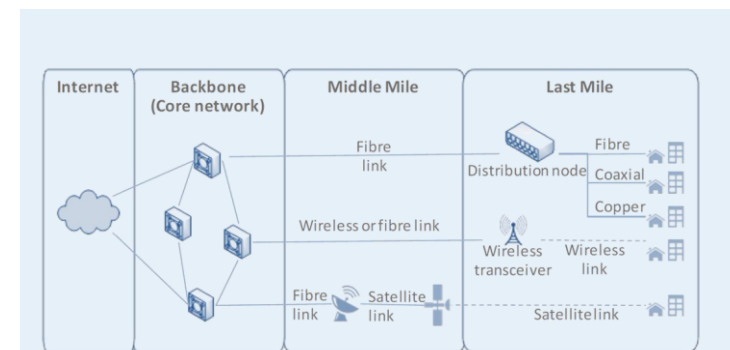 Internet
Backbone
(Core network)
Middle Mile
Last Mile
Fibre
link
Distribution node
Fibre
Coaxial
Copper
Wireless or fibre link
Wireless
transceiver
Wireless
link
Fibre
link
Satellite
link
Satellite link